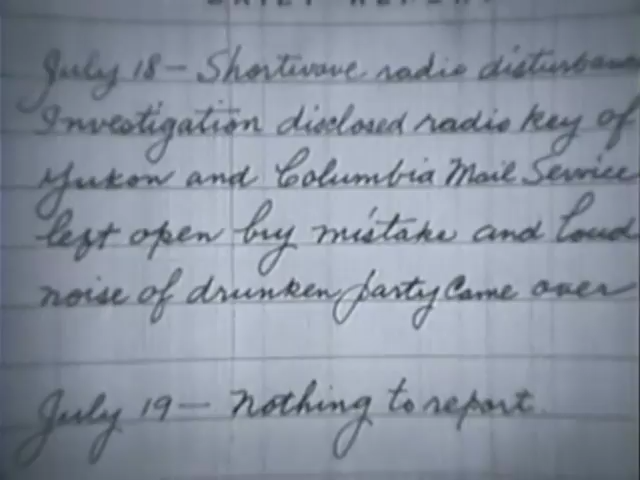 July 18 - Shortwave radio
Investigation disclosed radio key of
Yukon and Columbia Mail Service
left open by mistake and loud
noise of drunken party came over
July 19 - Nothing to report